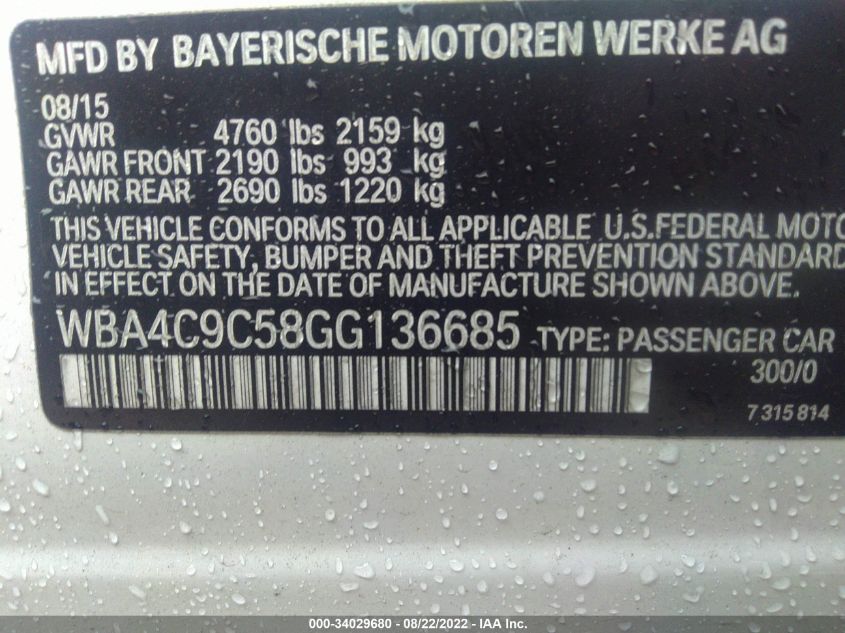 MFD BY BAYERISCHE MOTOREN WERKE AG
08/15
GVWR 4760 lbs 2159 kg
GAWR FRONT 2190 lbs 993 kg
GAWR REAR 2690 lbs 1220 kg
THIS VEHICLE CONFORMS TO ALL APPLICABLE U.S.FEDERAL MOTO
VEHICLE SAFETY, BUMPER AND THEFT PREVENTION STANDARD
IN EFFECT ON THE DATE OF MANUFACTURE SHOWN ABOVE.
WBA4C9C58GG136685 TYPE: PASSENGER CAR
300/0
7315814
000-34029680 - 08/22/2022 - IAA Inc.